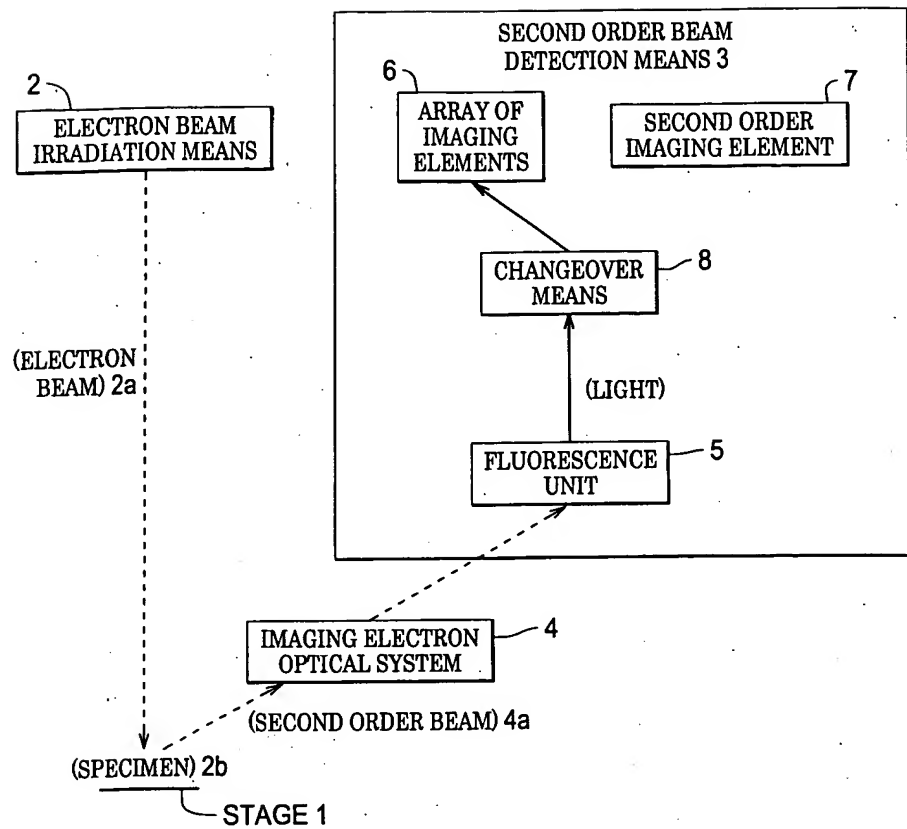 SECOND ORDER BEAM
DETECTION MEANS 3
6
7
2
ARRAY OF
IMAGING
ELEMENTS
SECOND ORDER
IMAGING ELEMENT
ELECTRON BEAM
IRRADIATION MEANS
8
CHANGEOVER
MEANS
(ELECTRON
BEAM) 2a
(LIGHT)
5
FLUORESCENCE
UNIT
4
IMAGING ELECTRON
OPTICAL SYSTEM
(SECOND ORDER BEAM) 4a
(SPECIMEN) 2b
STAGE 1